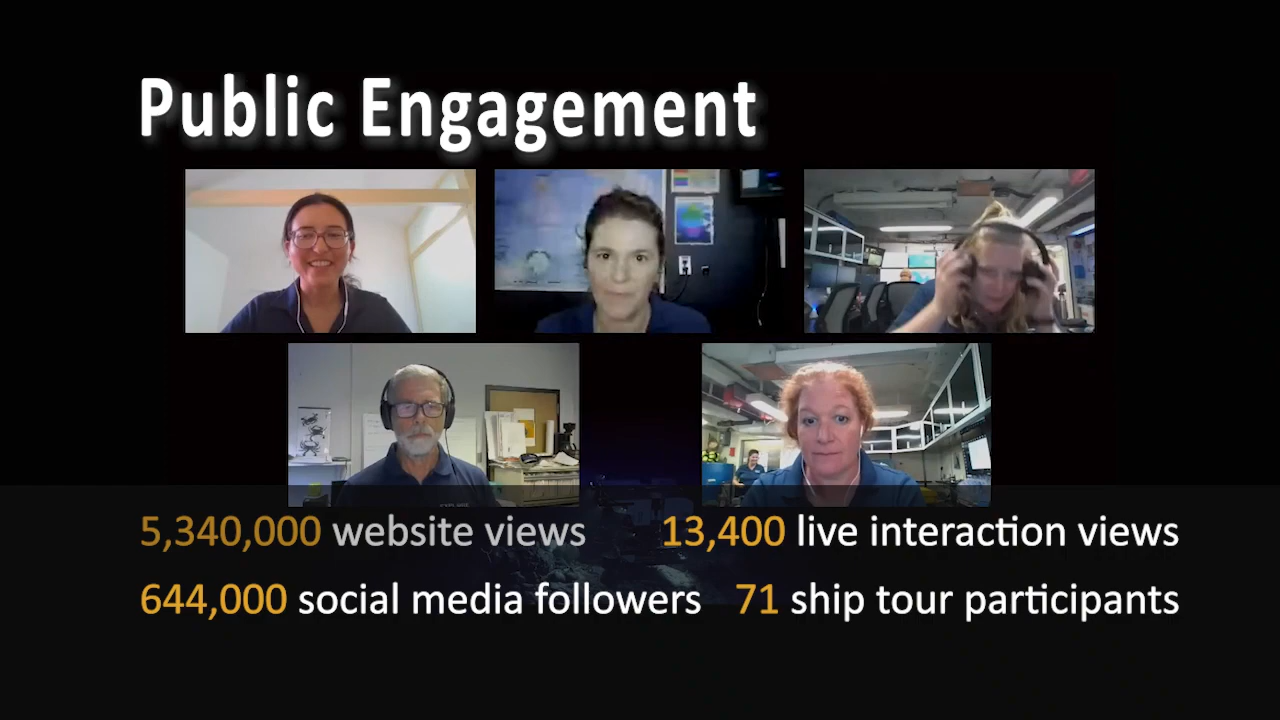 Public Engagement
5,340,000 website views
13,400 live interaction views
644,000 social media followers
71 ship tour participants